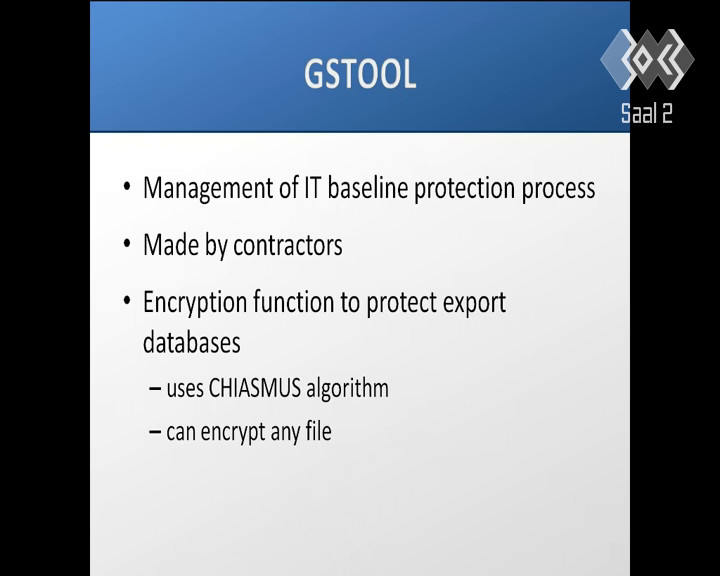 GSTOOL
Saal 2
• Management of IT baseline protection process
• Made by contractors
• Encryption function to protect export
databases
– uses CHIASMUS algorithm
– can encrypt any file